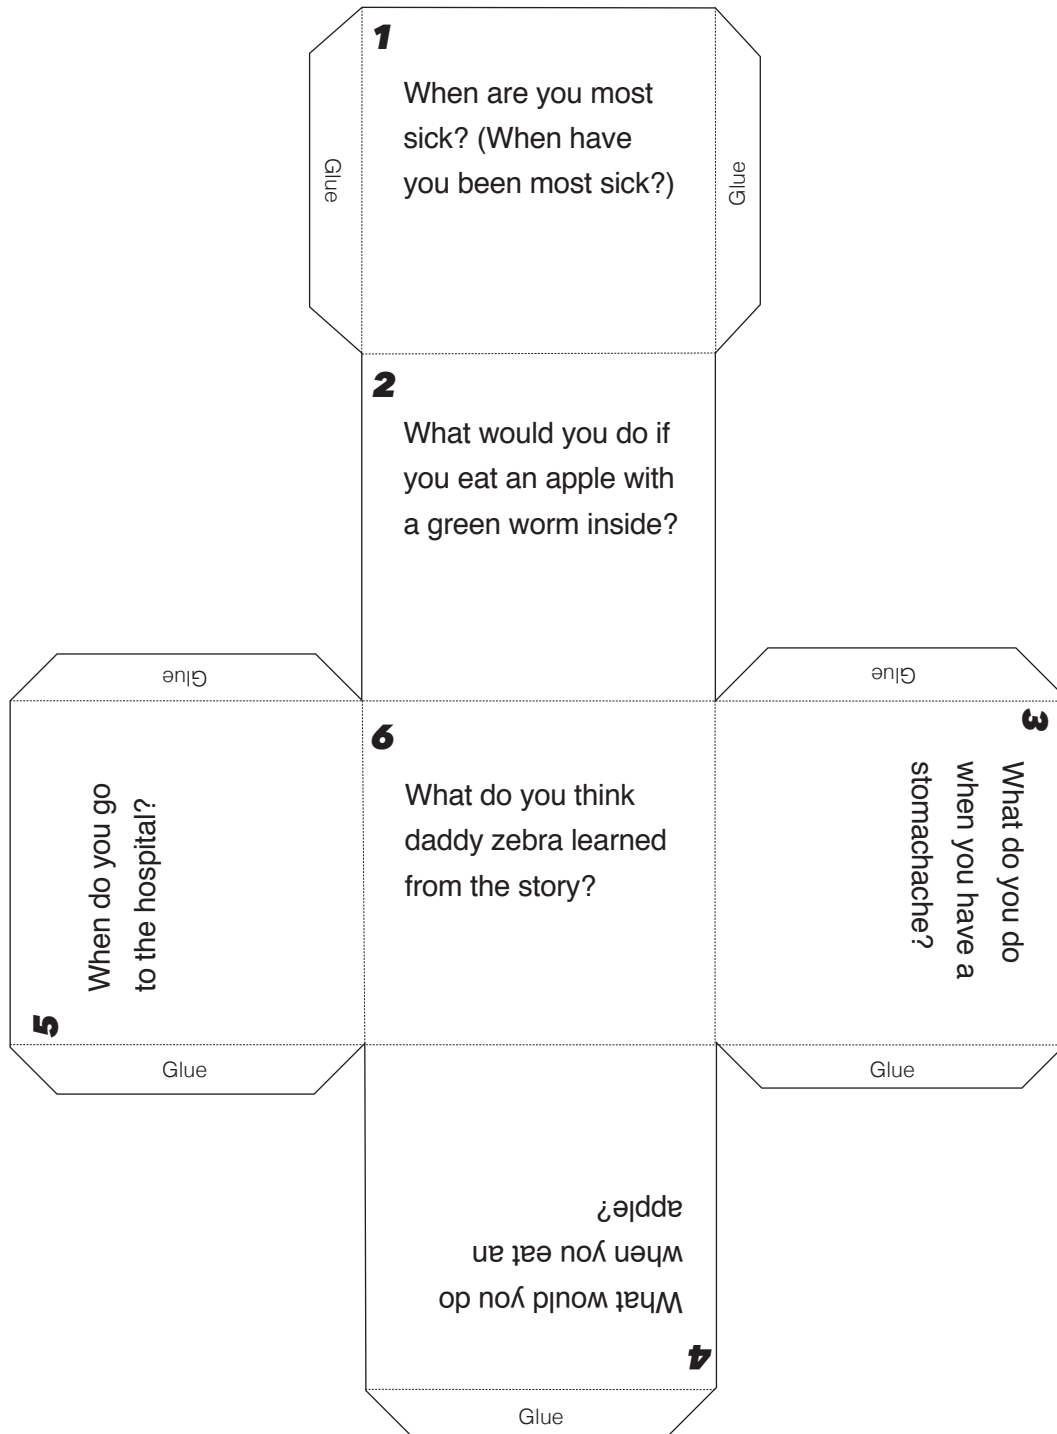 1
When are you most
sick? (When have
you been most sick?)
Glue
Glue
2
What would you do if
you eat an apple with
a green worm inside?
Glue
5
When do you go
to the hospital?
Glue
6
What do you think
daddy zebra learned
from the story?
Glue
3
What do you do
when you have a
stomachache?
Glue
4
What would you do
when you eat an
apple?
Glue